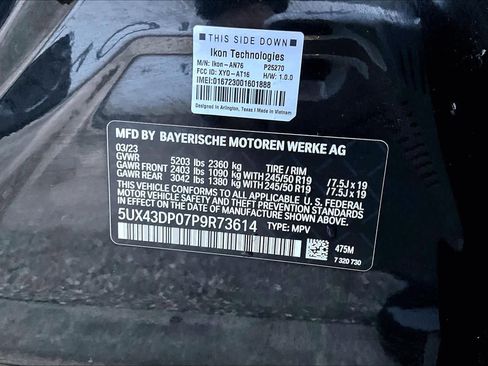 THIS SIDE DOWN
Ikon Technologies
M/N: Ikon-AN76 P25270
FCC ID: XYO-AT16 H/W: 1.0.0
IMEI:016723001601888
Designed in Arlington, Texas | Made in Vietnam
MFD BY BAYERISCHE MOTOREN WERKE AG
03/23
GVWR 5203 lbs 2360 kg TIRE / RIM
GAWR FRONT 2403 lbs 1090 kg 245/50 R19 /7.5J x 19
GAWR REAR 3042 lbs 1380 kg 245/50 R19 /7.5J x 19
THIS VEHICLE CONFORMS TO ALL APPLICABLE U. S. FEDERAL
MOTOR VEHICLE SAFETY, BUMPER, AND THEFT PREVENTION
STANDARDS IN EFFECT ON THE DATE OF MANUFACTURE SHOWN ABOVE.
5UX43DP07P9R73614 TYPE: MPV
475M
7 320 730